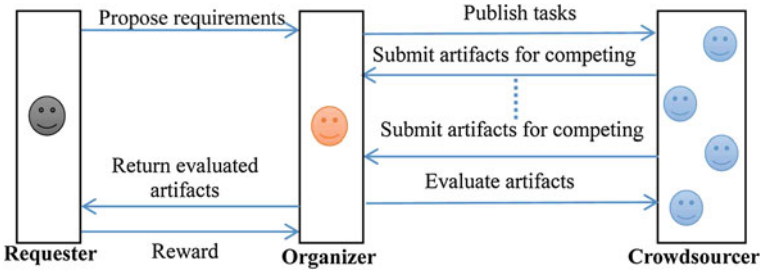 Propose requirements
Publish tasks
Submit artifacts for competing
Submit artifacts for competing
Return evaluated
artifacts
Evaluate artifacts
Reward
Requester
Organizer
Crowdsourcer